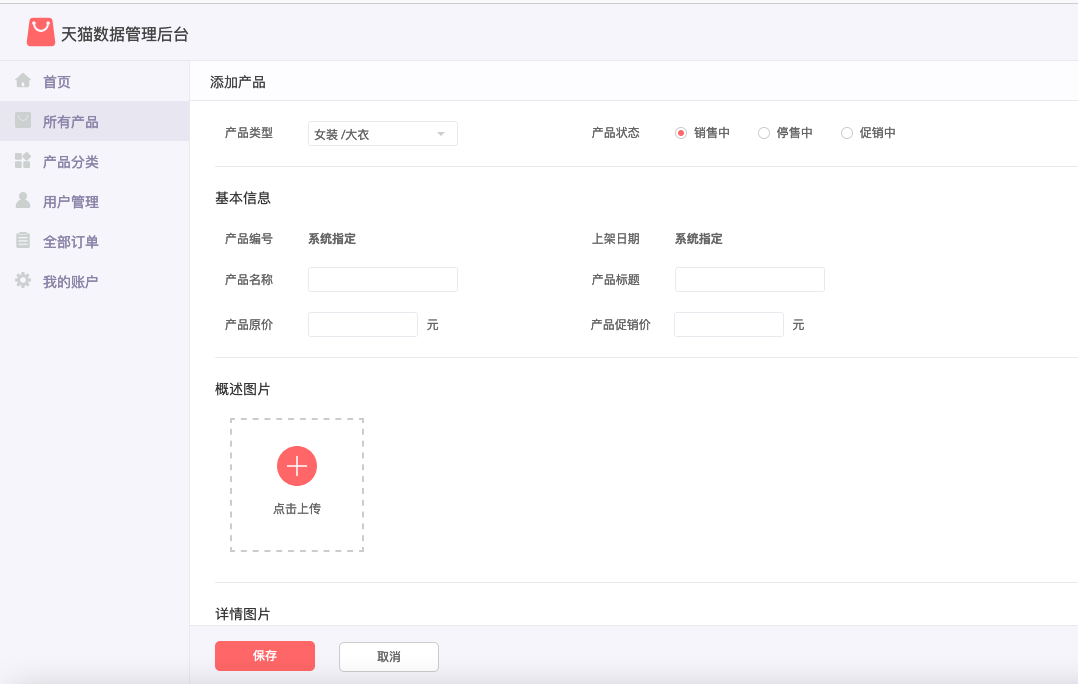 天猫数据管理后台
首页
所有产品
产品分类
用户管理
全部订单
我的账户
添加产品
产品类型 女装 /大衣 产品状态 销售中 停售中 促销中
基本信息
产品编号 系统指定 上架日期 系统指定
产品名称 产品标题
产品原价 元 产品促销价 元
概述图片
点击上传
详情图片
保存 取消